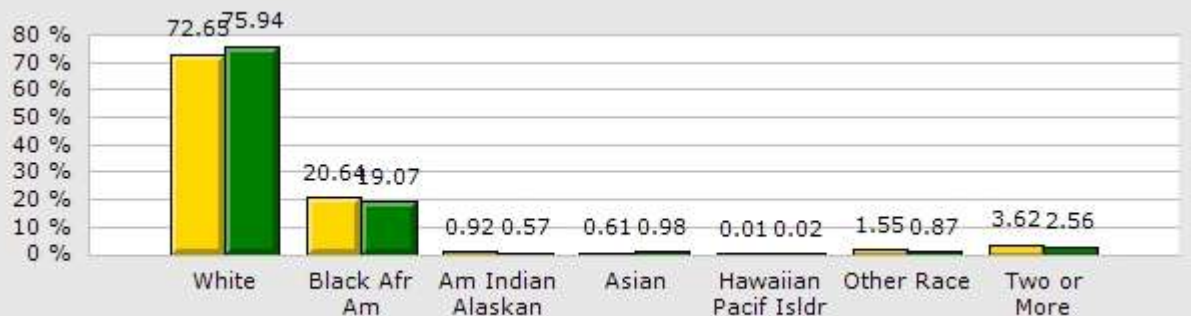 72.65 75.94
80 %
70 %
60 %
50 %
40 %
30 %
20 %
10 %
0 %
20.64 19.07
0.92 0.57
0.61 0.98
0.01 0.02
1.55 0.87
3.62 2.56
White
Black Afr
Am
Am Indian
Alaskan
Asian
Hawaiian
Pacif Isldr
Other Race
Two or
More